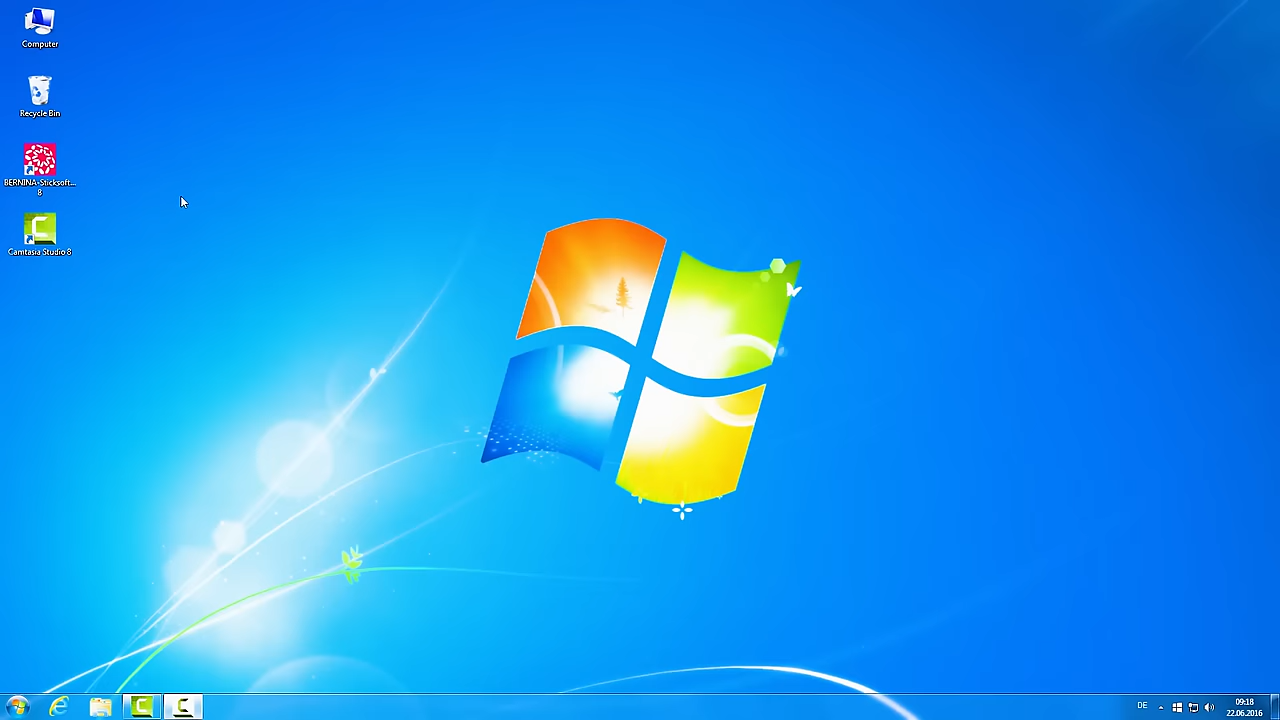 Computer
Recycle Bin
BERNINA-Sticksoft...
8
Camtasia Studio 8
DE
09:18
22.06.2016